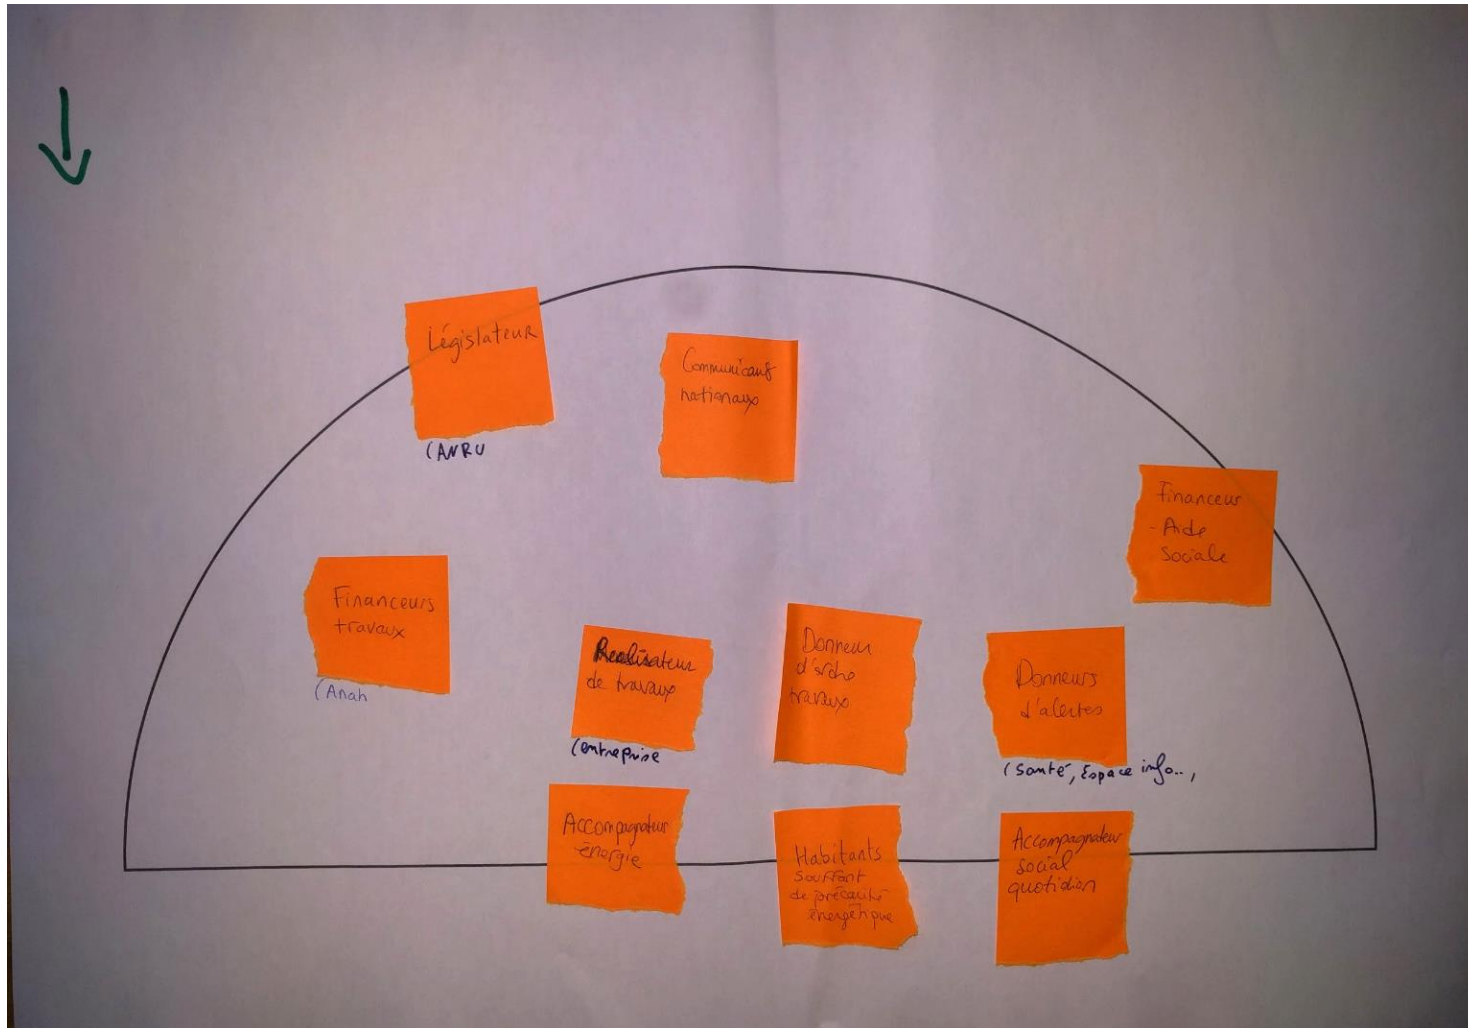 Législateur
(ANRU
Communicants
nationaux
Financeur
- Aide
sociale
Financeurs
travaux
(Anah
Realisateur
de travaux
(entreprise
Donneur
d'ordre
travaux
Donneurs
d'alertes
(Santé, Espace info..,
Accompagnateur
énergie
Habitants
souffrant
de précarité
énergétique
Accompagnateur
social
quotidien